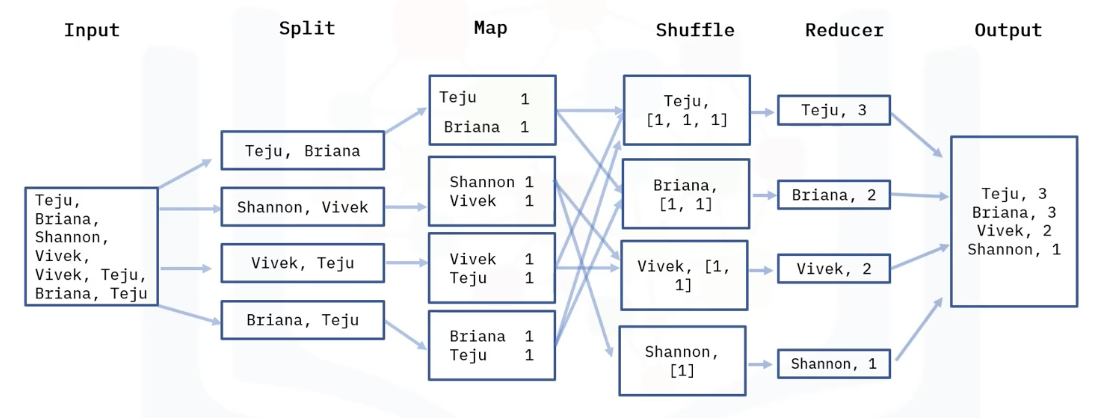 Input
Split
Map
Shuffle
Reducer
Output
Teju,
Briana,
Shannon,
Vivek,
Vivek, Teju,
Briana, Teju
Teju, Briana
Shannon, Vivek
Vivek, Teju
Briana, Teju
Teju 1
Briana 1
Shannon 1
Vivek 1
Vivek 1
Teju 1
Briana 1
Teju 1
Teju,
[1, 1, 1]
Briana,
[1, 1]
Vivek, [1,
1]
Shannon,
[1]
Teju, 3
Briana, 2
Vivek, 2
Shannon, 1
Teju, 3
Briana, 3
Vivek, 2
Shannon, 1